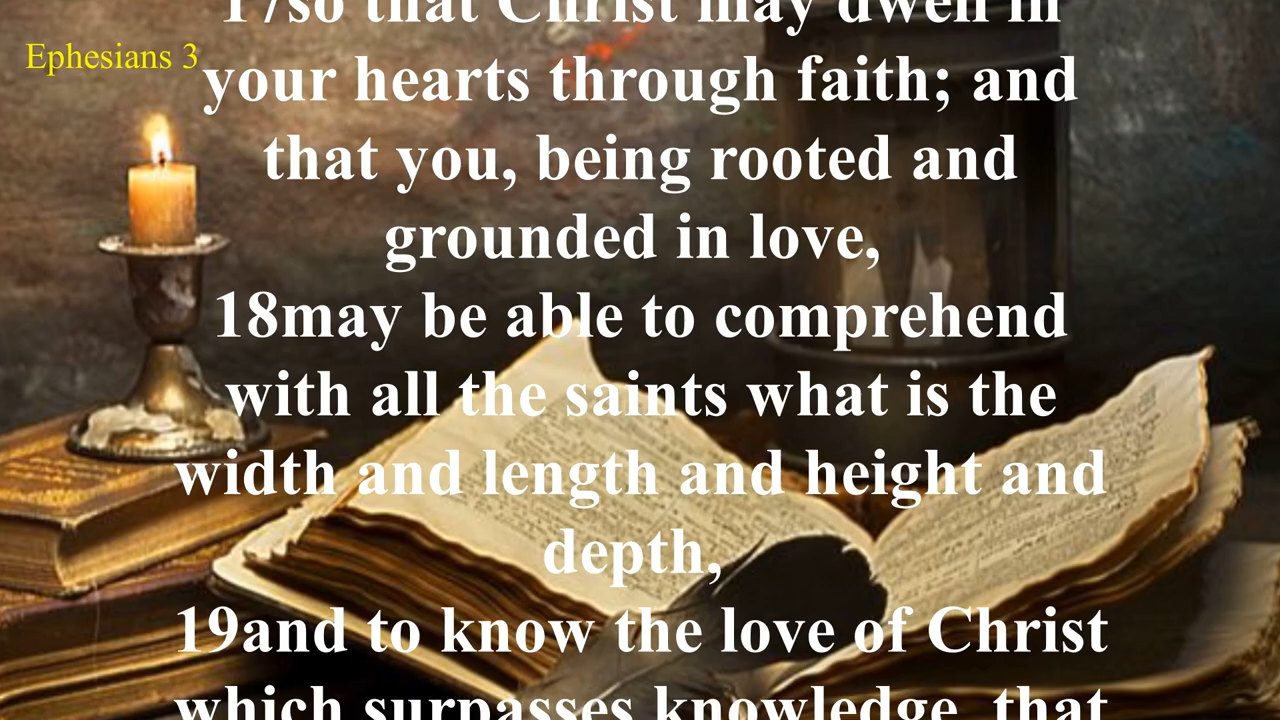 17so that Christ may dwell in
Ephesians 3
your hearts through faith; and
that you, being rooted and
grounded in love,
18may be able to comprehend
with all the saints what is the
width and length and height and
depth,
19and to know the love of Christ
which surpasses knowledge, that